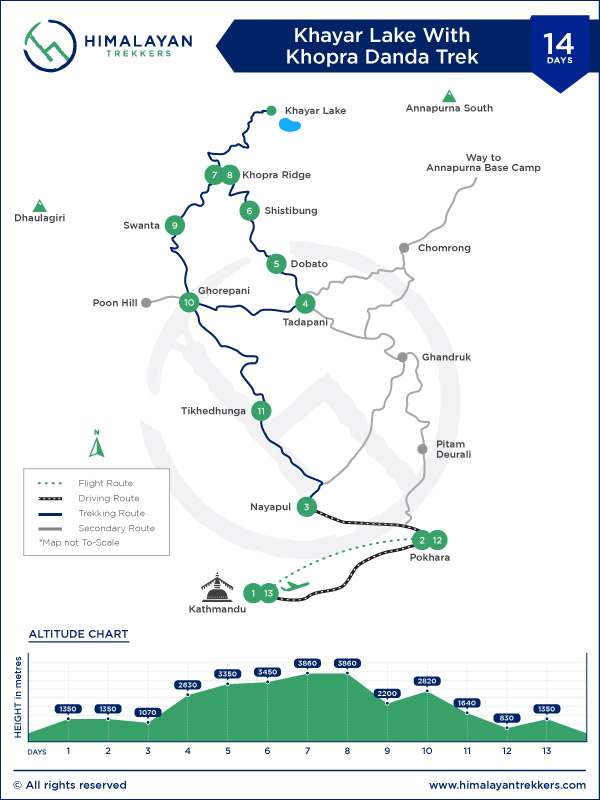 HIMALAYAN
TREKKERS
Khayar Lake With
Khopra Danda Trek
14
DAYS
Khayar Lake
Annapurna South
Way to
Annapurna Base Camp
7 8 Khopra Ridge
Dhaulagiri
6 Shistibung
Swanta 9
Chomrong
5 Dobato
Ghorepani
Poon Hill
10
4
Tadapani
Ghandruk
Tikhedhunga 11
Pitam
Deurali
N
Flight Route
Driving Route
Trekking Route
Secondary Route
*Map not To-Scale
Nayapul 3
2 12
Pokhara
1 13
Kathmandu
ALTITUDE CHART
HEIGHT in metres
1350 1350 1070 2630 3350 3450 3860 3860 2200 2820 1640 830 1350
DAYS 1 2 3 4 5 6 7 8 9 10 11 12 13
© All rights reserved
www.himalayantrekkers.com